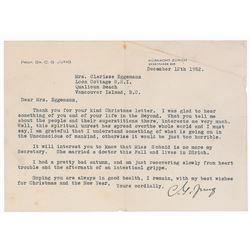 PROF. DR. C. G. JUNG
KÜSNACHT-ZÜRICH
SEESTRASSE 228
December 12th 1952.
Mrs. Clarisse Eggemann,
Loon Cottage R.R.I,
Qualicum Beach
Vancouver Island, B.C.
Dear Mrs. Eggemann,
Thank you for your kind Christmas letter. I was glad to hear
something of you and of your life in the Beyond. What you tell me
about the people and their superstitions there, interests me very much.
Well, this spiritual unrest has spread over the whole world and I must
say, I am grateful that I understand something of what is going on in
the Unconscious of mankind, otherwise it would be just too horrible.
It will interest you to know that Miss Schmid is no more my
Secretary. She married a doctor this Fall and lives in Zürich.
I had a pretty bad autumn, and am just recovering slowly from heart
trouble and the aftermath of an intestinal grippe.
Hoping you are always in good health, I remain, with my best wishes
for Christmas and the New Year,
Yours cordially,
C. G. Jung